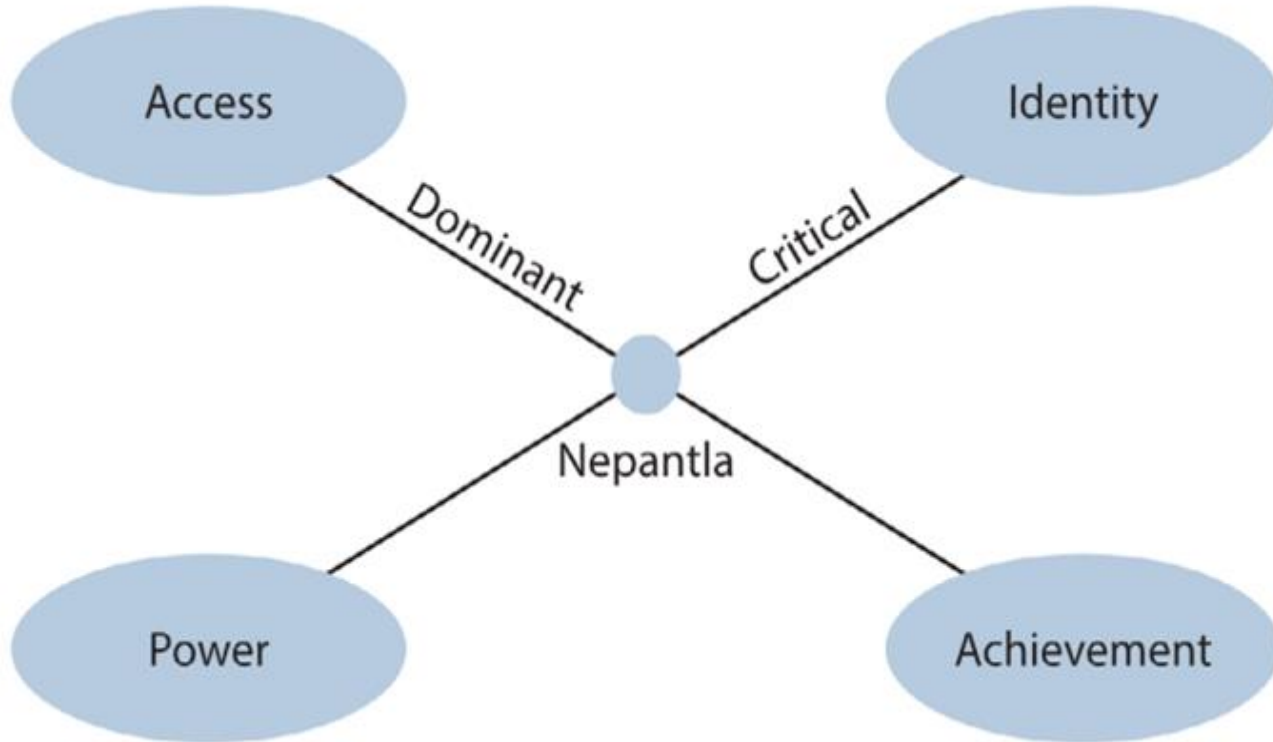 Access
Identity
Dominant
Critical
Nepantla
Power
Achievement